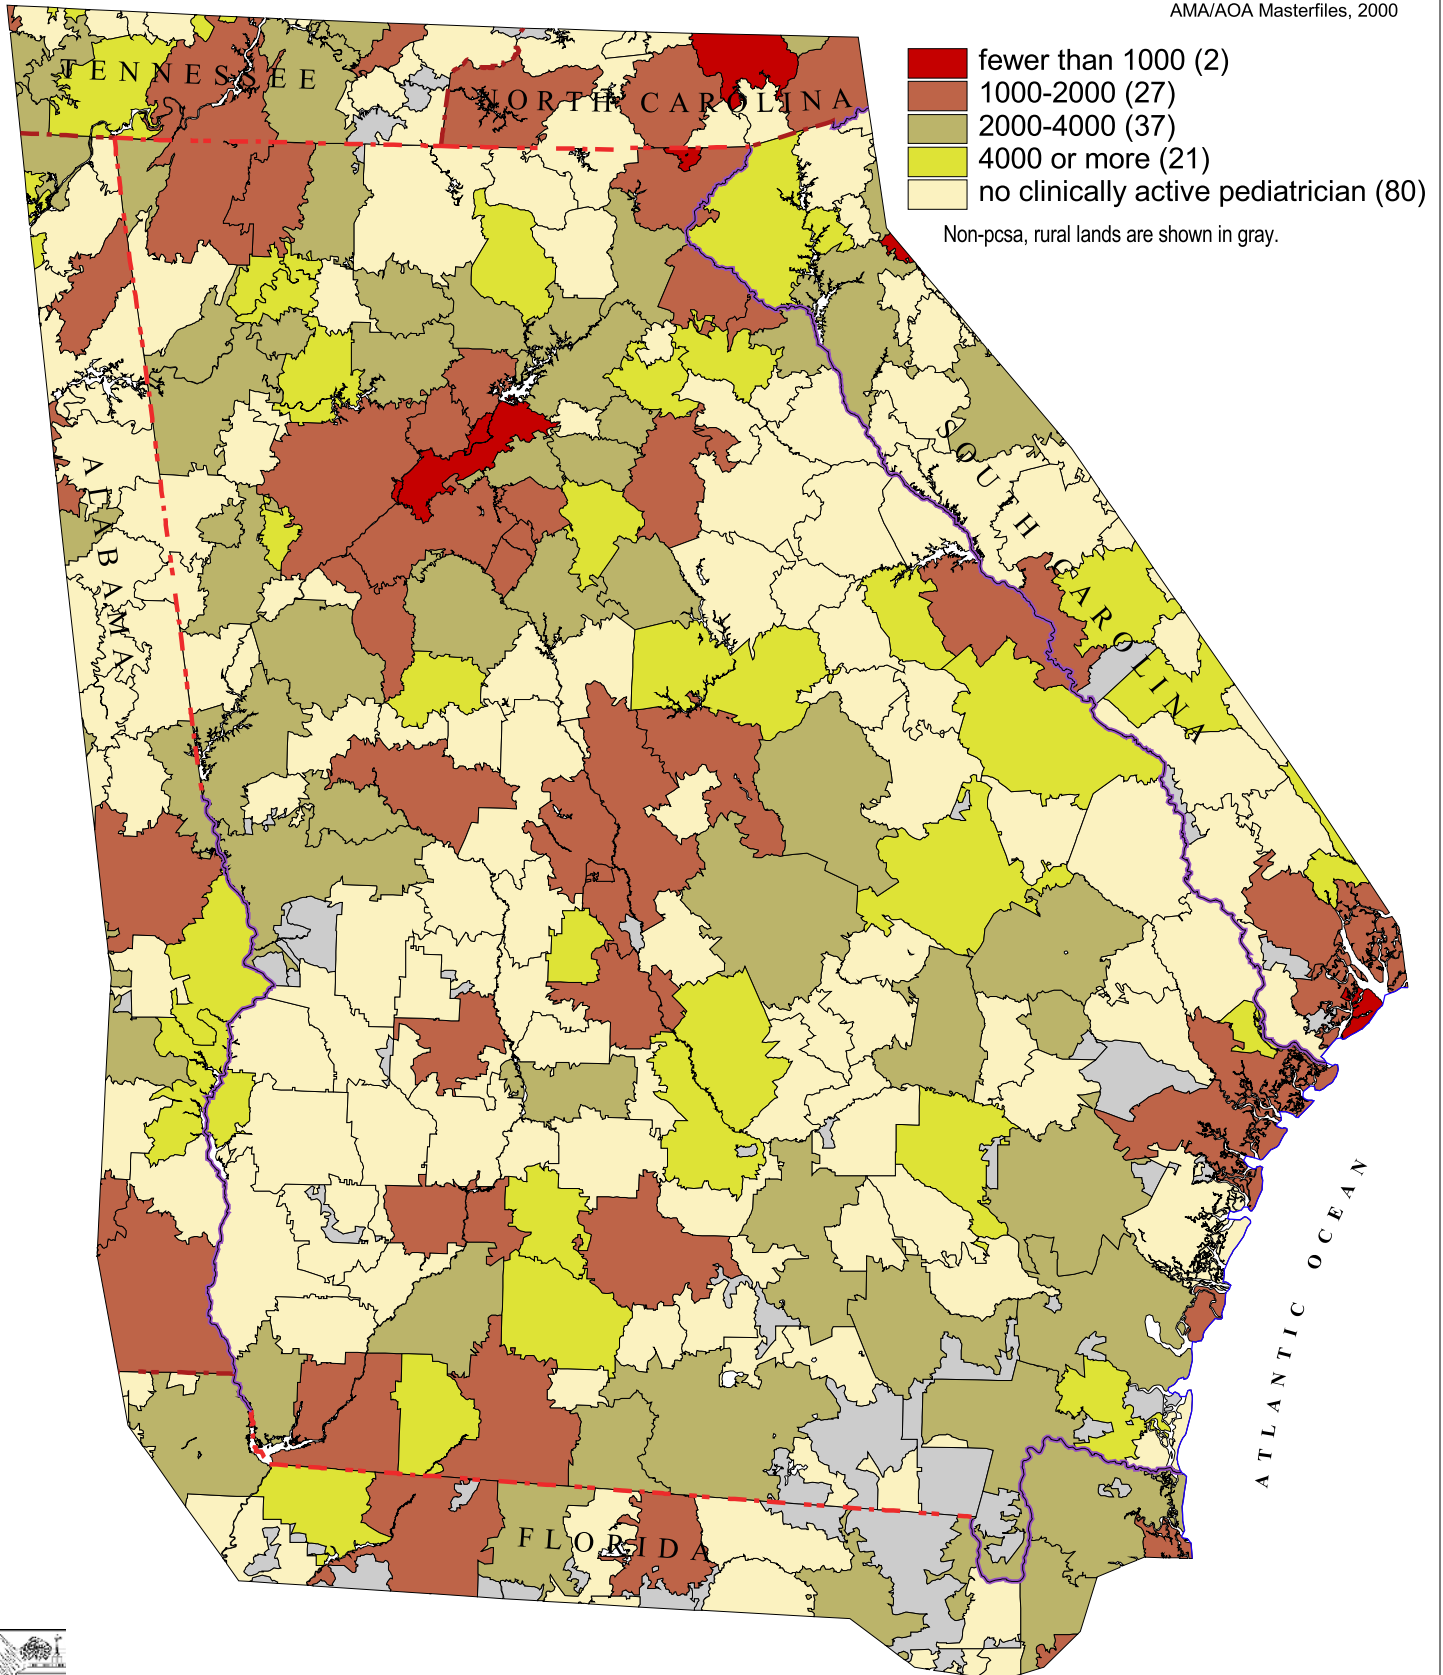 AMA/AOA Masterfiles, 2000
fewer than 1000 (2)
1000-2000 (27)
2000-4000 (37)
4000 or more (21)
no clinically active pediatrician (80)
Non-pcsa, rural lands are shown in gray.
TENNESSEE
NORTH CAROLINA
SOUTH CAROLINA
ALABAMA
ATLANTIC OCEAN
FLORIDA